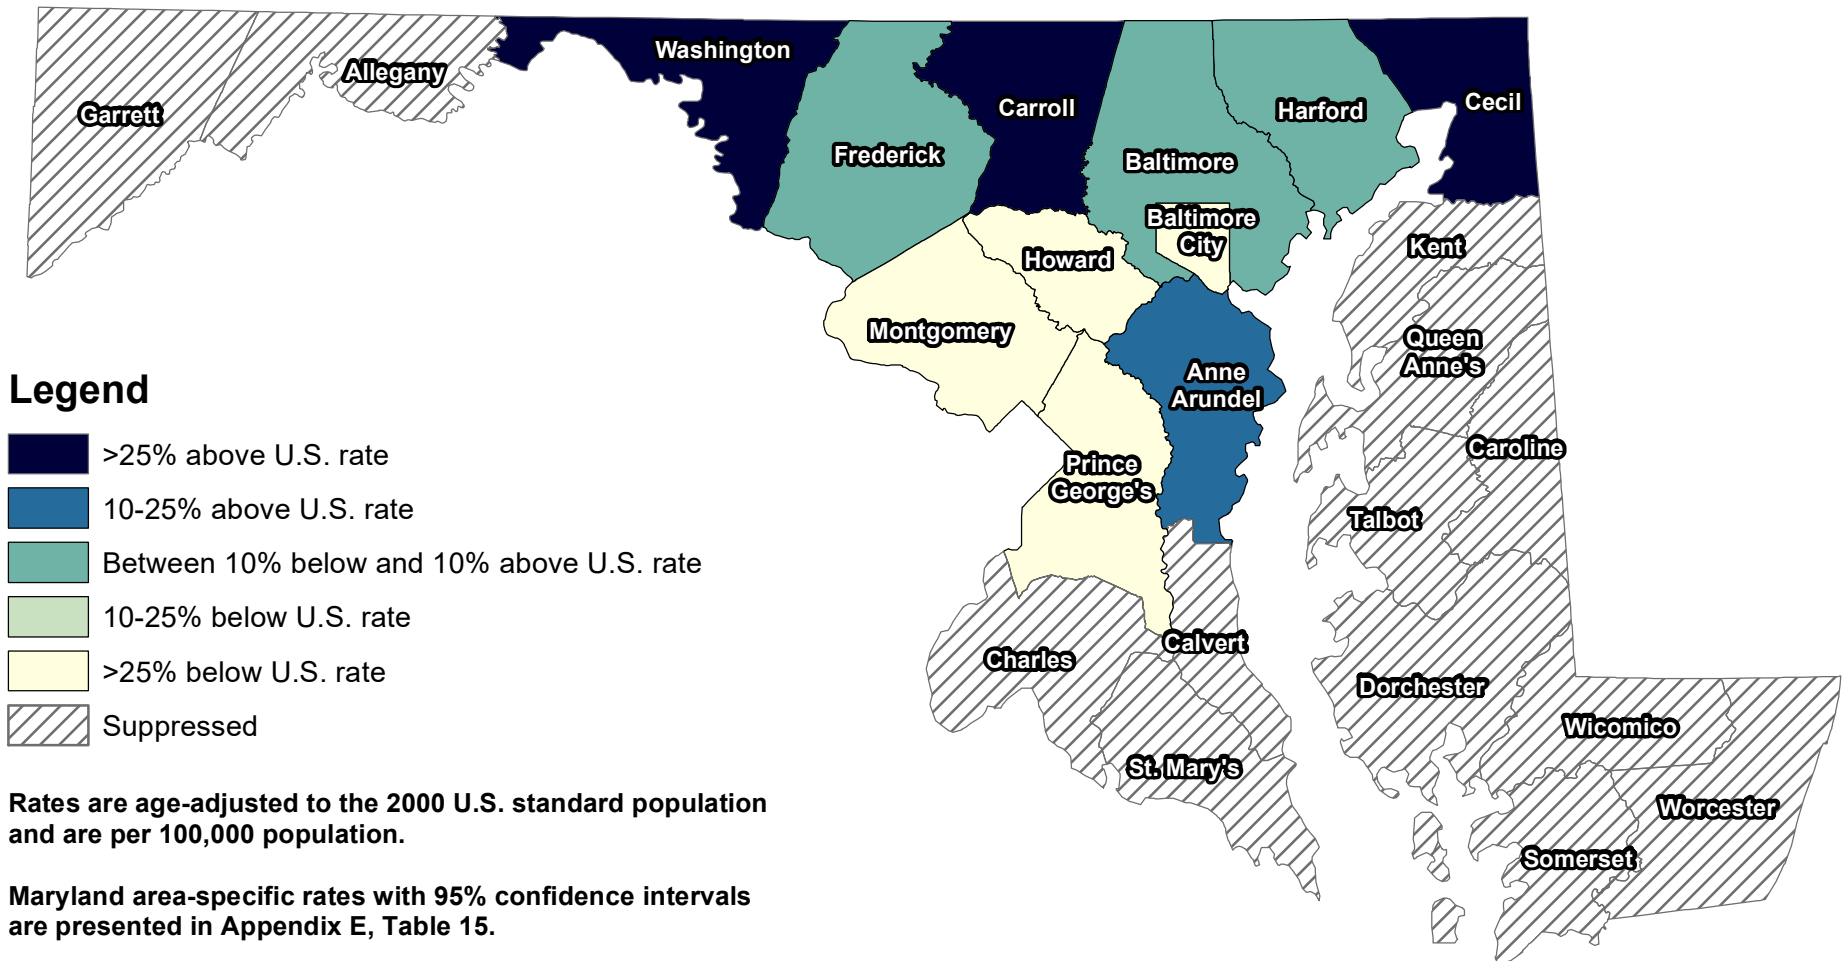 Washington
Allegany
Garrett
Carroll
Harford
Cecil
Frederick
Baltimore
Baltimore
City
Kent
Howard
Montgomery
Queen
Anne's
Anne
Arundel
Caroline
Prince
George's
Talbot
Calvert
Charles
Dorchester
Wicomico
St. Mary's
Worcester
Somerset
Legend
>25% above U.S. rate
10-25% above U.S. rate
Between 10% below and 10% above U.S. rate
10-25% below U.S. rate
>25% below U.S. rate
Suppressed
Rates are age-adjusted to the 2000 U.S. standard population
and are per 100,000 population.
Maryland area-specific rates with 95% confidence intervals
are presented in Appendix E, Table 15.